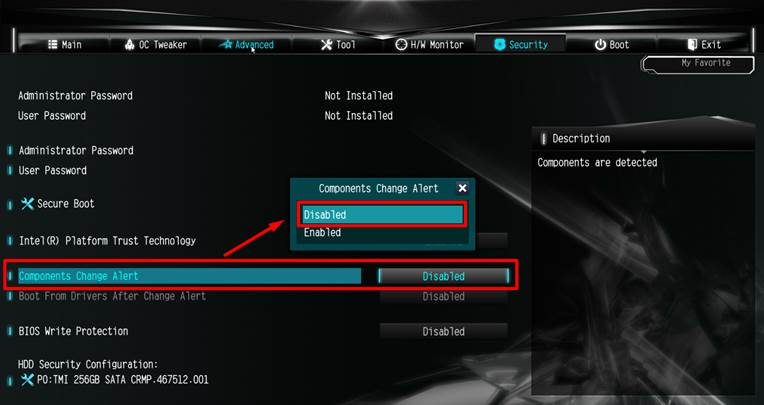 Main OC Tweaker Advanced Tool H/W Monitor Security Boot Exit
My Favorite
Administrator Password Not Installed
User Password Not Installed
Administrator Password
User Password
Secure Boot
Intel(R) Platform Trust Technology
Components Change Alert Disabled
Boot From Drivers After Change Alert Disabled
BIOS Write Protection Disabled
HDD Security Configuration:
PO:TMI 256GB SATA CRMP.467512.001
Components Change Alert
Disabled
Enabled
Description
Components are detected